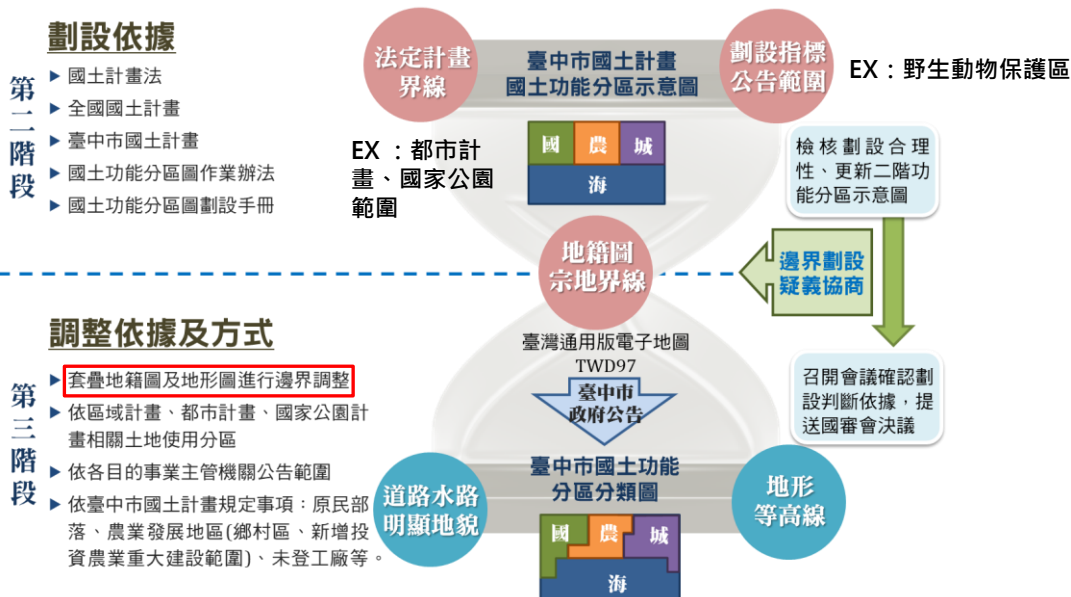 劃設依據
第二階段
▶ 國土計畫法
▶ 全國國土計畫
▶ 臺中市國土計畫
▶ 國土功能分區圖作業辦法
▶ 國土功能分區圖劃設手冊
法定計畫
界線
臺中市國土計畫
國土功能分區示意圖
劃設指標
公告範圍
EX：野生動物保護區
EX ：都市計
畫、國家公園
範圍
國 農 城
海
檢核劃設合理
性、更新二階功
能分區示意圖
地籍圖
宗地界線
邊界劃設
疑義協商
調整依據及方式
第三階段
▶ 套疊地籍圖及地形圖進行邊界調整
▶ 依區域計畫、都市計畫、國家公園計
畫相關土地使用分區
▶ 依各目的事業主管機關公告範圍
▶ 依臺中市國土計畫規定事項：原民部
落、農業發展地區(鄉村區、新增投
資農業重大建設範圍)、未登工廠等。
臺灣通用版電子地圖
TWD97
臺中市
政府公告
召開會議確認劃
設判斷依據，提
送國審會決議
道路水路
明顯地貌
臺中市國土功能
分區分類圖
地形
等高線
國 農 城
海